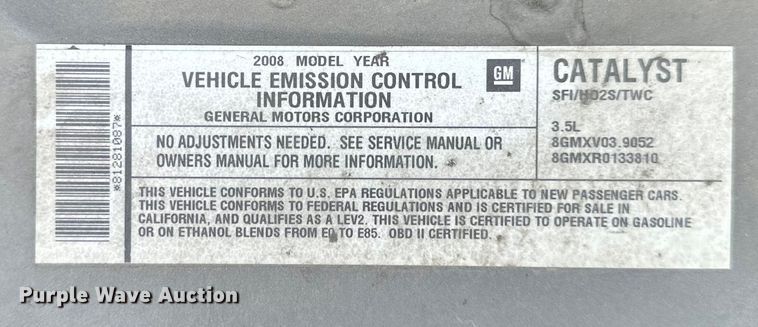 *81281087*
2008 MODEL YEAR
VEHICLE EMISSION CONTROL
INFORMATION
GENERAL MOTORS CORPORATION
GM
NO ADJUSTMENTS NEEDED. SEE SERVICE MANUAL OR
OWNERS MANUAL FOR MORE INFORMATION.
CATALYST
SFI/HO2S/TWC
3.5L
8GMXV03.9052
8GMXR0133810
THIS VEHICLE CONFORMS TO U.S. EPA REGULATIONS APPLICABLE TO NEW PASSENGER CARS.
THIS VEHICLE CONFORMS TO FEDERAL REGULATIONS AND IS CERTIFIED FOR SALE IN
CALIFORNIA, AND QUALIFIES AS A LEV2. THIS VEHICLE IS CERTIFIED TO OPERATE ON GASOLINE
OR ON ETHANOL BLENDS FROM E0 TO E85. OBD II CERTIFIED.
Purple Wave Auction